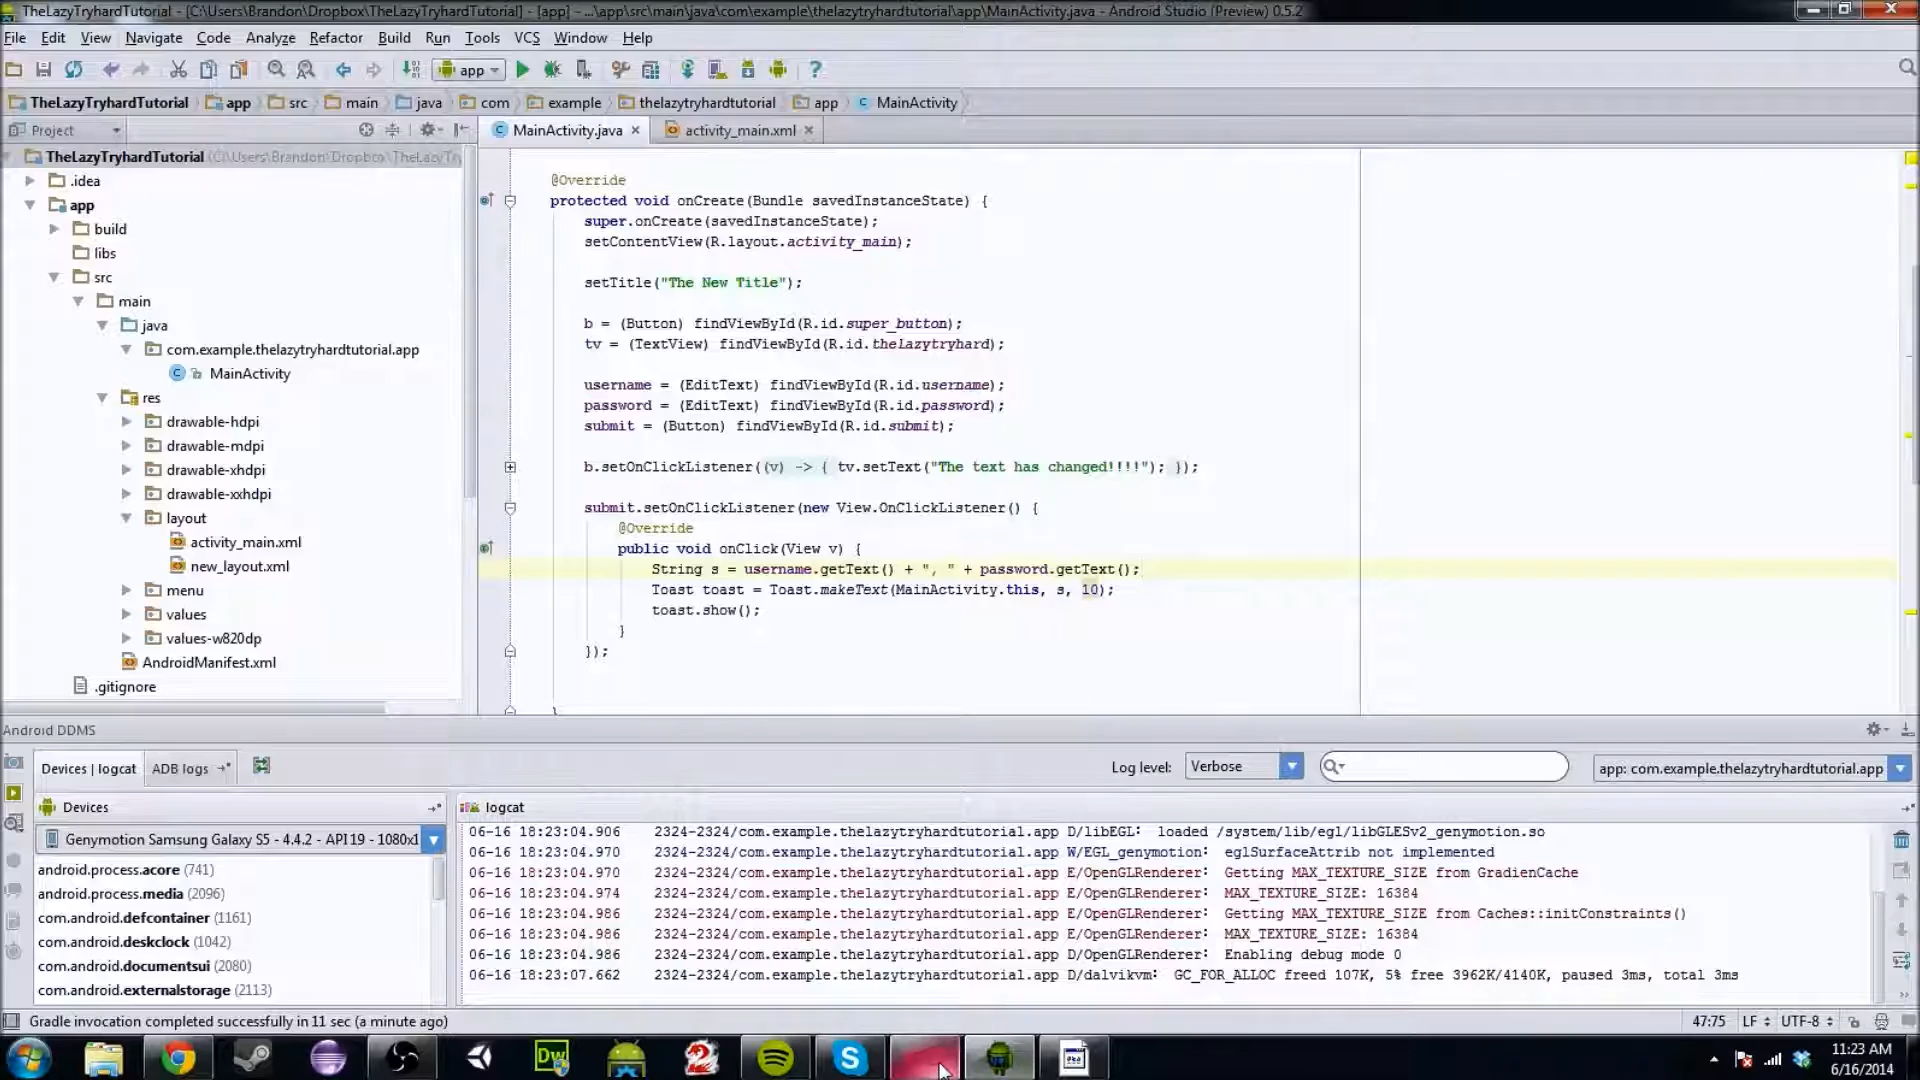 TheLazyTryhardTutorial - [C:\Users\Brandon\Dropbox\TheLazyTryhardTutorial] - [app] - ...\app\src\main\java\com\example\thelazytryhardtutorial\app\MainActivity.java - Android Studio (Preview) 0.5.2
File Edit View Navigate Code Analyze Refactor Build Run Tools VCS Window Help
app
TheLazyTryhardTutorial app src main java com example thelazytryhardtutorial app MainActivity
Project
MainActivity.java activity_main.xml
TheLazyTryhardTutorial (C:\Users\Brandon\Dropbox\TheLazyTry
.idea
app
build
libs
src
main
java
com.example.thelazytryhardtutorial.app
MainActivity
res
drawable-hdpi
drawable-mdpi
drawable-xhdpi
drawable-xxhdpi
layout
activity_main.xml
new_layout.xml
menu
values
values-w820dp
AndroidManifest.xml
.gitignore
@Override
protected void onCreate(Bundle savedInstanceState) {
super.onCreate(savedInstanceState);
setContentView(R.layout.activity_main);
setTitle("The New Title");
b = (Button) findViewById(R.id.super_button);
tv = (TextView) findViewById(R.id.thelazytryhard);
username = (EditText) findViewById(R.id.username);
password = (EditText) findViewById(R.id.password);
submit = (Button) findViewById(R.id.submit);
b.setOnClickListener((v) -> { tv.setText("The text has changed!!!!"); });
submit.setOnClickListener(new View.OnClickListener() {
@Override
public void onClick(View v) {
String s = username.getText() + ", " + password.getText();
Toast toast = Toast.makeText(MainActivity.this, s, 10);
toast.show();
}
});
}
Android DDMS
Devices | logcat ADB logs
Log level: Verbose
app: com.example.thelazytryhardtutorial.app
Devices
logcat
Genymotion Samsung Galaxy S5 - 4.4.2 - API 19 - 1080x1
android.process.acore (741)
android.process.media (2096)
com.android.defcontainer (1161)
com.android.deskclock (1042)
com.android.documentsui (2080)
com.android.externalstorage (2113)
06-16 18:23:04.906 2324-2324/com.example.thelazytryhardtutorial.app D/libEGL: loaded /system/lib/egl/libGLESv2_genymotion.so
06-16 18:23:04.970 2324-2324/com.example.thelazytryhardtutorial.app W/EGL_genymotion: eglSurfaceAttrib not implemented
06-16 18:23:04.970 2324-2324/com.example.thelazytryhardtutorial.app E/OpenGLRenderer: Getting MAX_TEXTURE_SIZE from GradienCache
06-16 18:23:04.974 2324-2324/com.example.thelazytryhardtutorial.app E/OpenGLRenderer: MAX_TEXTURE_SIZE: 16384
06-16 18:23:04.986 2324-2324/com.example.thelazytryhardtutorial.app E/OpenGLRenderer: Getting MAX_TEXTURE_SIZE from Caches::initConstraints()
06-16 18:23:04.986 2324-2324/com.example.thelazytryhardtutorial.app E/OpenGLRenderer: MAX_TEXTURE_SIZE: 16384
06-16 18:23:04.986 2324-2324/com.example.thelazytryhardtutorial.app D/OpenGLRenderer: Enabling debug mode 0
06-16 18:23:07.662 2324-2324/com.example.thelazytryhardtutorial.app D/dalvikvm: GC_FOR_ALLOC freed 107K, 5% free 3962K/4140K, paused 3ms, total 3ms
Gradle invocation completed successfully in 11 sec (a minute ago)
47:75 LF UTF-8
Dw
11:23 AM
6/16/2014